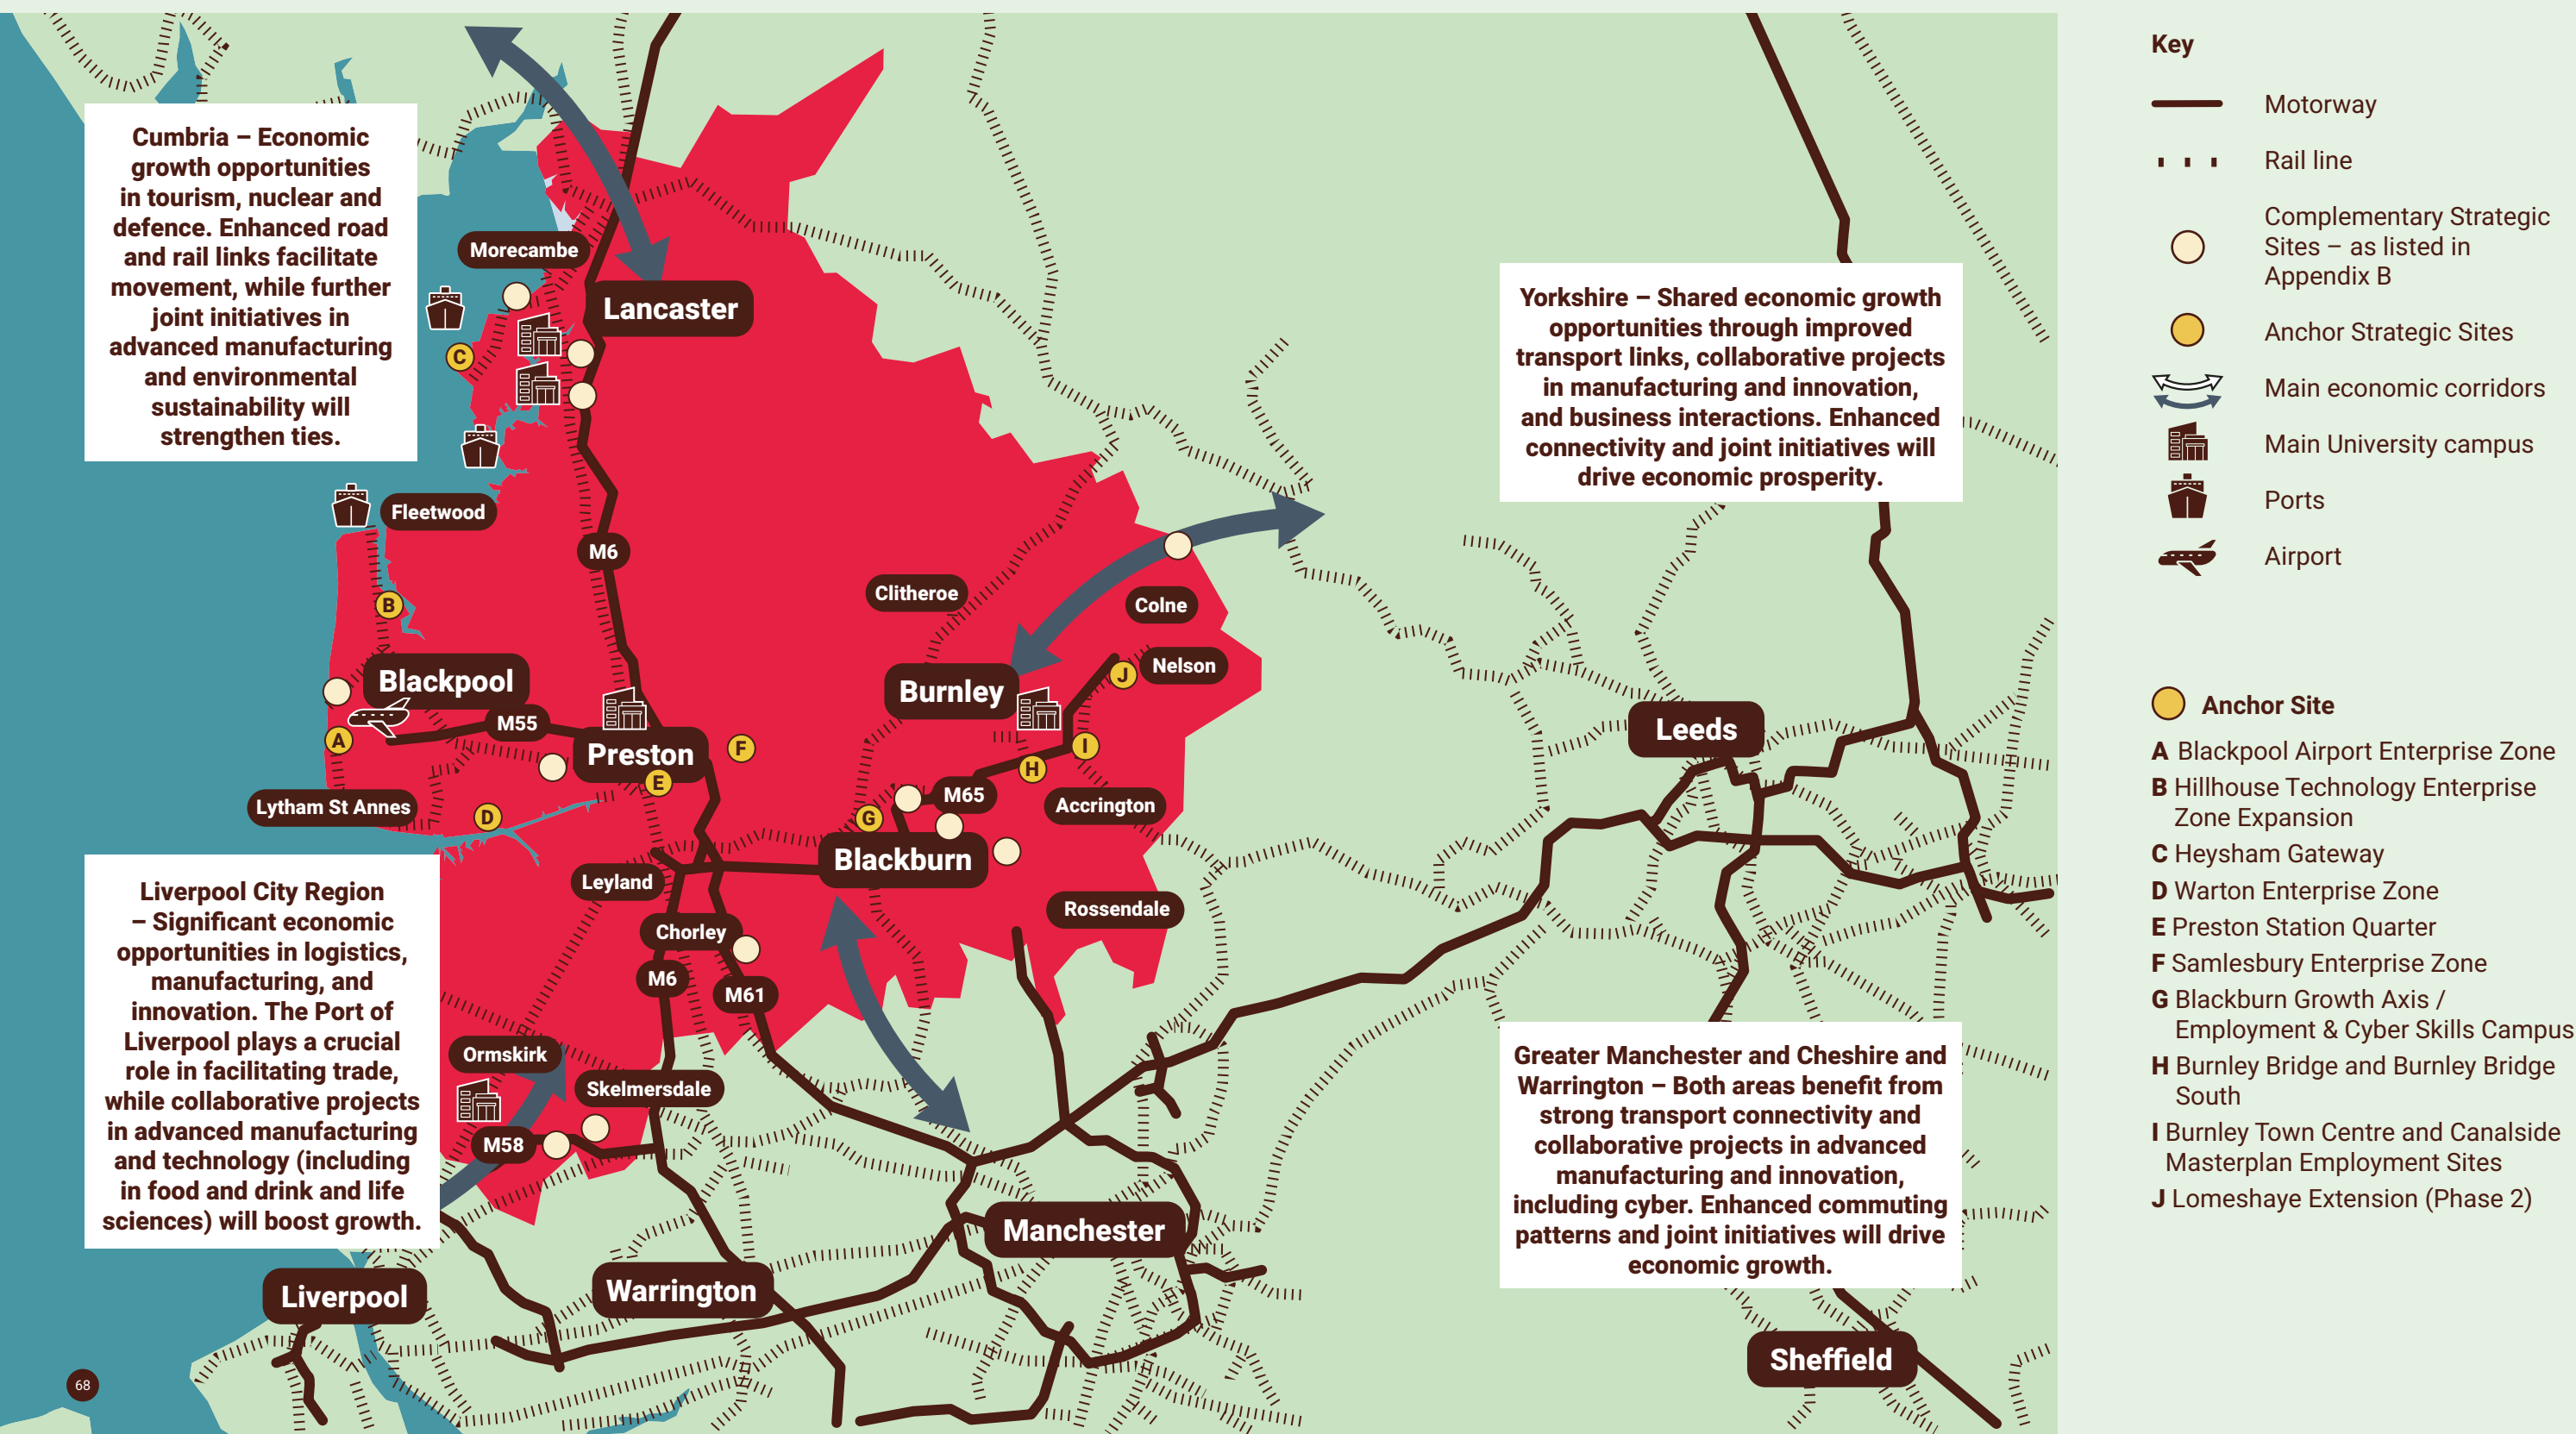 Cumbria – Economic
growth opportunities
in tourism, nuclear and
defence. Enhanced road
and rail links facilitate
movement, while further
joint initiatives in
advanced manufacturing
and environmental
sustainability will
strengthen ties.
Morecambe
Lancaster
C
Fleetwood
M6
B
Clitheroe
Colne
Blackpool
Burnley
J
Nelson
M55
A
Preston
F
E
I
H
Lytham St Annes
D
M65
Accrington
G
Blackburn
Leyland
Rossendale
Chorley
M6
M61
Ormskirk
Skelmersdale
M58
Yorkshire – Shared economic growth
opportunities through improved
transport links, collaborative projects
in manufacturing and innovation,
and business interactions. Enhanced
connectivity and joint initiatives will
drive economic prosperity.
Leeds
Liverpool City Region
– Significant economic
opportunities in logistics,
manufacturing, and
innovation. The Port of
Liverpool plays a crucial
role in facilitating trade,
while collaborative projects
in advanced manufacturing
and technology (including
in food and drink and life
sciences) will boost growth.
Greater Manchester and Cheshire and
Warrington – Both areas benefit from
strong transport connectivity and
collaborative projects in advanced
manufacturing and innovation,
including cyber. Enhanced commuting
patterns and joint initiatives will drive
economic growth.
Manchester
Liverpool
Warrington
Sheffield
68
Key
Motorway
Rail line
Complementary Strategic
Sites – as listed in
Appendix B
Anchor Strategic Sites
Main economic corridors
Main University campus
Ports
Airport
Anchor Site
A Blackpool Airport Enterprise Zone
B Hillhouse Technology Enterprise
Zone Expansion
C Heysham Gateway
D Warton Enterprise Zone
E Preston Station Quarter
F Samlesbury Enterprise Zone
G Blackburn Growth Axis /
Employment & Cyber Skills Campus
H Burnley Bridge and Burnley Bridge
South
I Burnley Town Centre and Canalside
Masterplan Employment Sites
J Lomeshaye Extension (Phase 2)